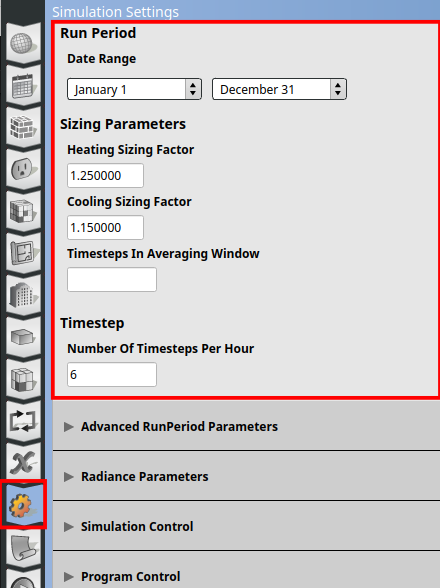 Simulation Settings
Run Period
Date Range
January 1 December 31
Sizing Parameters
Heating Sizing Factor
1.250000
Cooling Sizing Factor
1.150000
Timesteps In Averaging Window
Timestep
Number Of Timesteps Per Hour
6
Advanced RunPeriod Parameters
Radiance Parameters
Simulation Control
Program Control